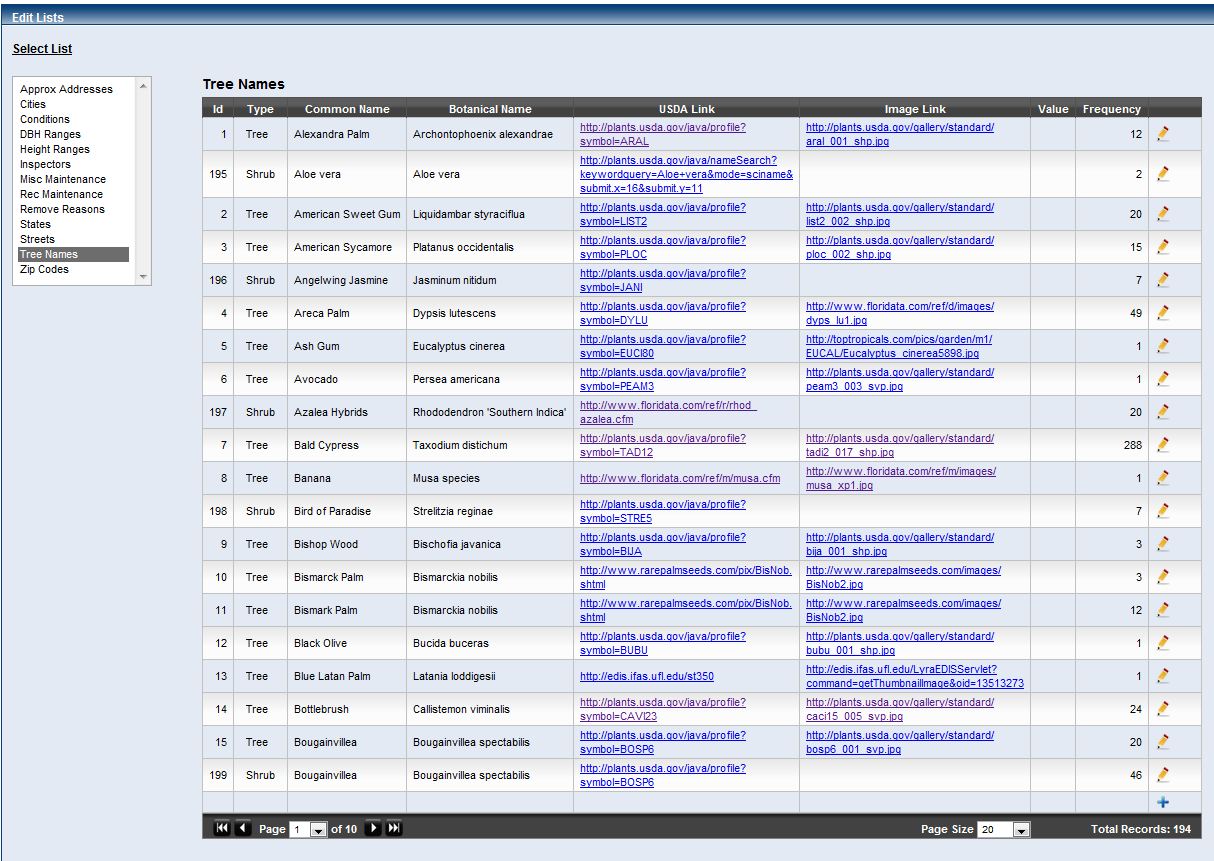 Edit Lists
Select List
Approx Addresses
Cities
Conditions
DBH Ranges
Height Ranges
Inspectors
Misc Maintenance
Rec Maintenance
Remove Reasons
States
Streets
Tree Names
Zip Codes
Tree Names
Id Type Common Name Botanical Name USDA Link Image Link Value Frequency
1 Tree Alexandra Palm Archontophoenix alexandrae http://plants.usda.gov/java/profile? http://plants.usda.gov/gallery/standard/ 12
symbol=ARAL aral_001_shp.jpg
195 Shrub Aloe vera Aloe vera http://plants.usda.gov/java/nameSearch? 2
keywordquery=Aloe+vera&mode=sciname&
submit.x=16&submit.y=11
2 Tree American Sweet Gum Liquidambar styraciflua http://plants.usda.gov/java/profile? http://plants.usda.gov/gallery/standard/ 20
symbol=LIST2 list2_002_shp.jpg
3 Tree American Sycamore Platanus occidentalis http://plants.usda.gov/java/profile? http://plants.usda.gov/gallery/standard/ 15
symbol=PLOC ploc_002_shp.jpg
196 Shrub Angelwing Jasmine Jasminum nitidum http://plants.usda.gov/java/profile? 7
symbol=JANI
4 Tree Areca Palm Dypsis lutescens http://plants.usda.gov/java/profile? http://www.floridata.com/ref/d/images/ 49
symbol=DYLU dyps_lu1.jpg
5 Tree Ash Gum Eucalyptus cinerea http://plants.usda.gov/java/profile? http://toptropicals.com/pics/garden/m1/ 1
symbol=EUCI80 EUCAL/Eucalyptus_cinerea5898.jpg
6 Tree Avocado Persea americana http://plants.usda.gov/java/profile? http://plants.usda.gov/gallery/standard/ 1
symbol=PEAM3 peam3_003_svp.jpg
197 Shrub Azalea Hybrids Rhododendron 'Southern Indica' http://www.floridata.com/ref/r/rhod_ 20
azalea.cfm
7 Tree Bald Cypress Taxodium distichum http://plants.usda.gov/java/profile? http://plants.usda.gov/gallery/standard/ 288
symbol=TAD12 tadi2_017_shp.jpg
8 Tree Banana Musa species http://www.floridata.com/ref/m/musa.cfm http://www.floridata.com/ref/m/images/ 1
musa_xp1.jpg
198 Shrub Bird of Paradise Strelitzia reginae http://plants.usda.gov/java/profile? 7
symbol=STRE5
9 Tree Bishop Wood Bischofia javanica http://plants.usda.gov/java/profile? http://plants.usda.gov/gallery/standard/ 3
symbol=BIJA bija_001_shp.jpg
10 Tree Bismarck Palm Bismarckia nobilis http://www.rarepalmseeds.com/pix/BisNob. http://www.rarepalmseeds.com/images/ 3
shtml BisNob2.jpg
11 Tree Bismark Palm Bismarckia nobilis http://www.rarepalmseeds.com/pix/BisNob. http://www.rarepalmseeds.com/images/ 12
shtml BisNob2.jpg
12 Tree Black Olive Bucida buceras http://plants.usda.gov/java/profile? http://plants.usda.gov/gallery/standard/ 1
symbol=BUBU bubu_001_shp.jpg
13 Tree Blue Latan Palm Latania loddigesii http://edis.ifas.ufl.edu/st350 http://edis.ifas.ufl.edu/LyraEDISServlet? 1
command=getThumbnailImage&oid=13513273
14 Tree Bottlebrush Callistemon viminalis http://plants.usda.gov/java/profile? http://plants.usda.gov/gallery/standard/ 24
symbol=CAVI23 caci15_005_svp.jpg
15 Tree Bougainvillea Bougainvillea spectabilis http://plants.usda.gov/java/profile? http://plants.usda.gov/gallery/standard/ 20
symbol=BOSP6 bosp6_001_svp.jpg
199 Shrub Bougainvillea Bougainvillea spectabilis http://plants.usda.gov/java/profile? 46
symbol=BOSP6
Page 1 of 10 Page Size 20 Total Records: 194